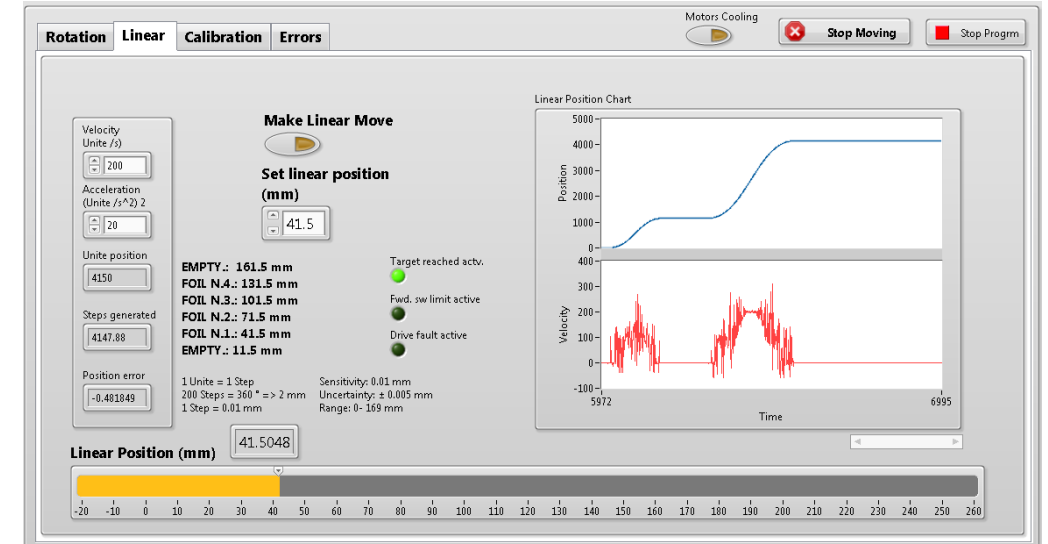 Motors Cooling
Rotation Linear Calibration Errors
Stop Moving
Stop Progrm
Velocity
Unite /s)
200
Acceleration
(Unite /s^2) 2
20
Unite position
4150
Steps generated
4147.88
Position error
-0.481849
Make Linear Move
Set linear position
(mm)
41.5
EMPTY.: 161.5 mm
FOIL N.4.: 131.5 mm
FOIL N.3.: 101.5 mm
FOIL N.2.: 71.5 mm
FOIL N.1.: 41.5 mm
EMPTY.: 11.5 mm
Target reached actv.
Fwd. sw limit active
Drive fault active
1 Unite = 1 Step
200 Steps = 360 ° => 2 mm
1 Step = 0.01 mm
Sensitivity: 0.01 mm
Uncertainty: ± 0.005 mm
Range: 0- 169 mm
Linear Position Chart
5000
4000
3000
2000
1000
0
Position
400
300
200
100
0
-100
Velocity
5972 6995
Time
Linear Position (mm)
41.5048
-20 -10 0 10 20 30 40 50 60 70 80 90 100 110 120 130 140 150 160 170 180 190 200 210 220 230 240 250 260